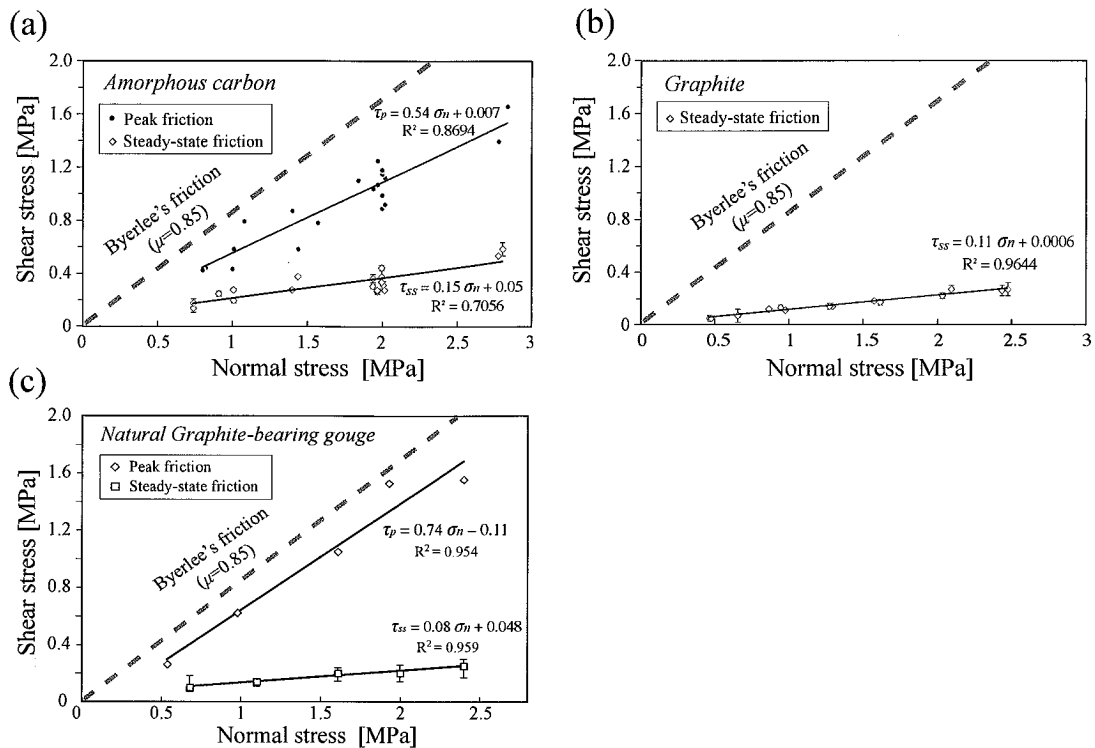 (a)
2.0
1.6
1.2
0.8
0.4
0
Shear stress [MPa]
Amorphous carbon
Peak friction
Steady-state friction
τp = 0.54 σn + 0.007
R² = 0.8694
Byerlee's friction
(μ=0.85)
τss = 0.15 σn + 0.05
R² = 0.7056
0 0.5 1 1.5 2 2.5 3
Normal stress [MPa]
(b)
2.0
1.6
1.2
0.8
0.4
0
Shear stress [MPa]
Graphite
Steady-state friction
Byerlee's friction
(μ=0.85)
τss = 0.11 σn + 0.0006
R² = 0.9644
0 0.5 1 1.5 2 2.5 3
Normal stress [MPa]
(c)
2.0
1.6
1.2
0.8
0.4
0
Shear stress [MPa]
Natural Graphite-bearing gouge
Peak friction
Steady-state friction
Byerlee's friction
(μ=0.85)
τp = 0.74 σn – 0.11
R² = 0.954
τss = 0.08 σn + 0.048
R² = 0.959
0 0.5 1 1.5 2 2.5
Normal stress [MPa]